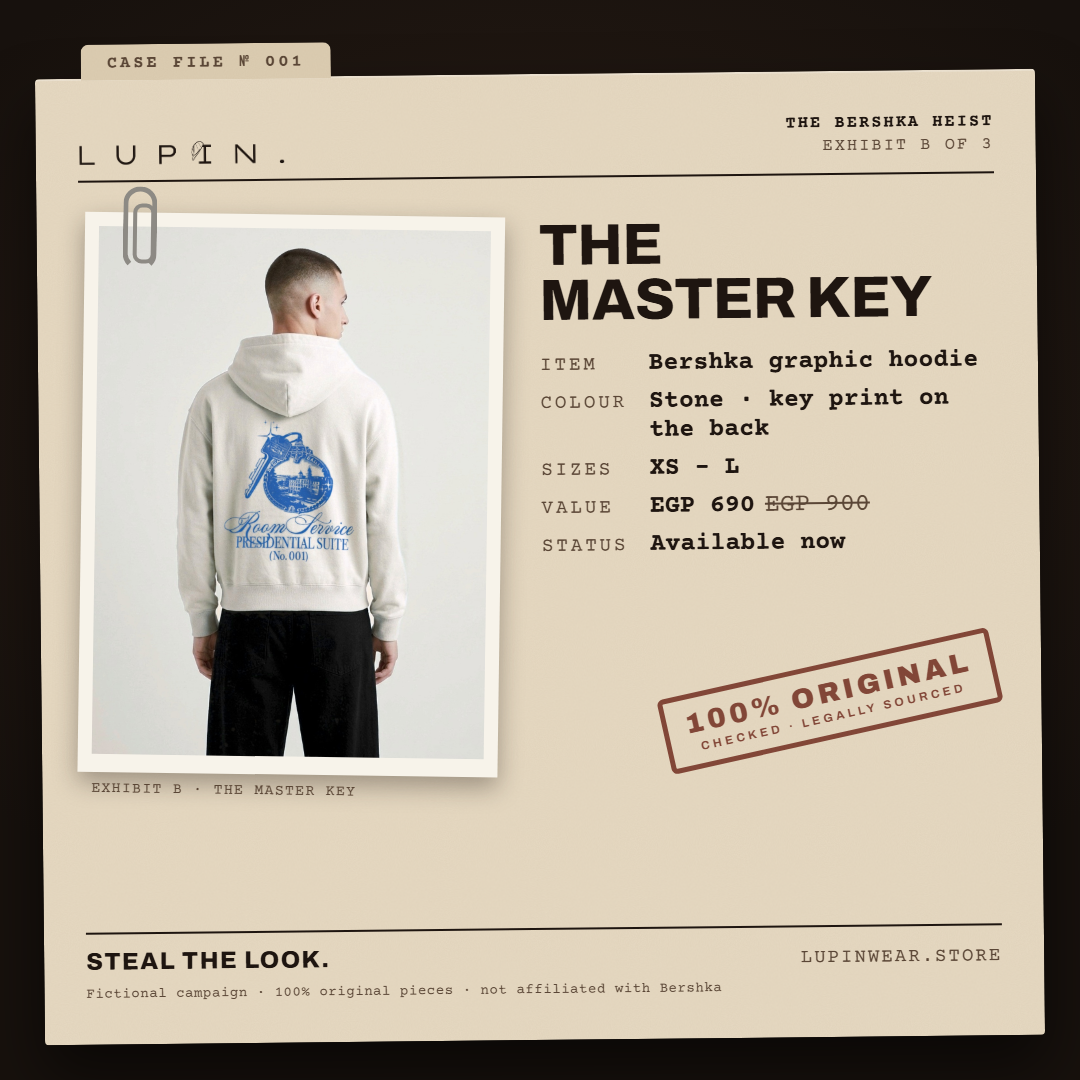 CASE FILE № 001
LUPIN.
THE BERSHKA HEIST
EXHIBIT B OF 3
THE
MASTER KEY
ITEM Bershka graphic hoodie
COLOUR Stone · key print on
the back
SIZES XS – L
VALUE EGP 690 EGP 900
STATUS Available now
Room Service
PRESIDENTIAL SUITE
(No. 001)
100% ORIGINAL
CHECKED · LEGALLY SOURCED
EXHIBIT B · THE MASTER KEY
STEAL THE LOOK.
LUPINWEAR.STORE
Fictional campaign · 100% original pieces · not affiliated with Bershka